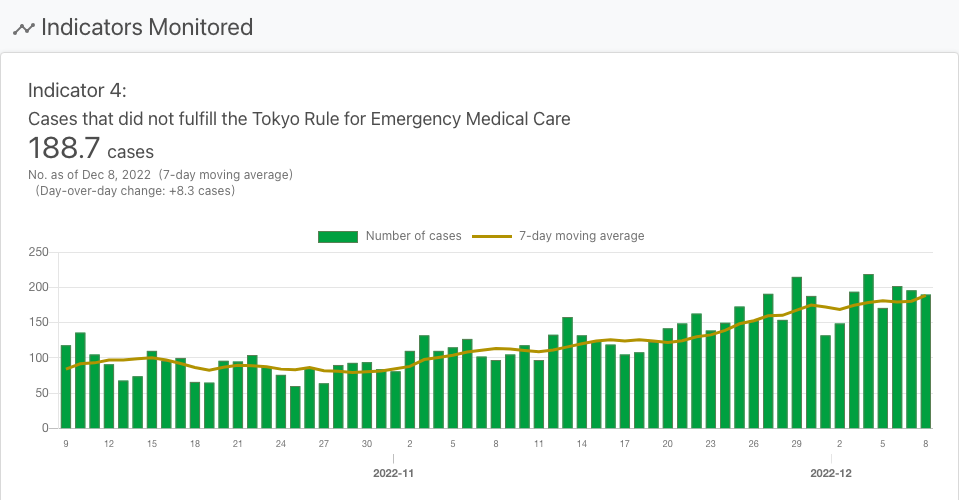 Indicators Monitored
Indicator 4:
Cases that did not fulfill the Tokyo Rule for Emergency Medical Care
188.7 cases
No. as of Dec 8, 2022 (7-day moving average)
(Day-over-day change: +8.3 cases)
Number of cases 7-day moving average
250
200
150
100
50
0
9 12 15 18 21 24 27 30 2 5 8 11 14 17 20 23 26 29 2 5 8
2022-11 2022-12